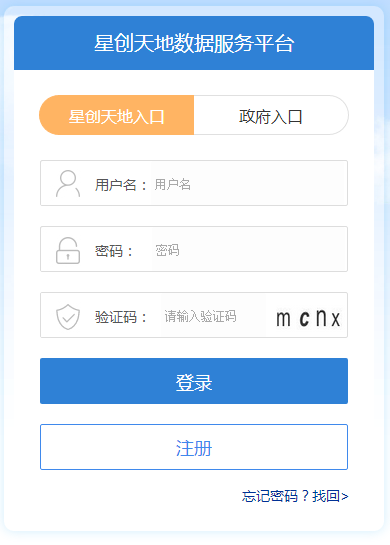 星创天地数据服务平台
星创天地入口 政府入口
用户名： 用户名
密码： 密码
验证码： 请输入验证码 mcnx
登录
注册
忘记密码？找回>